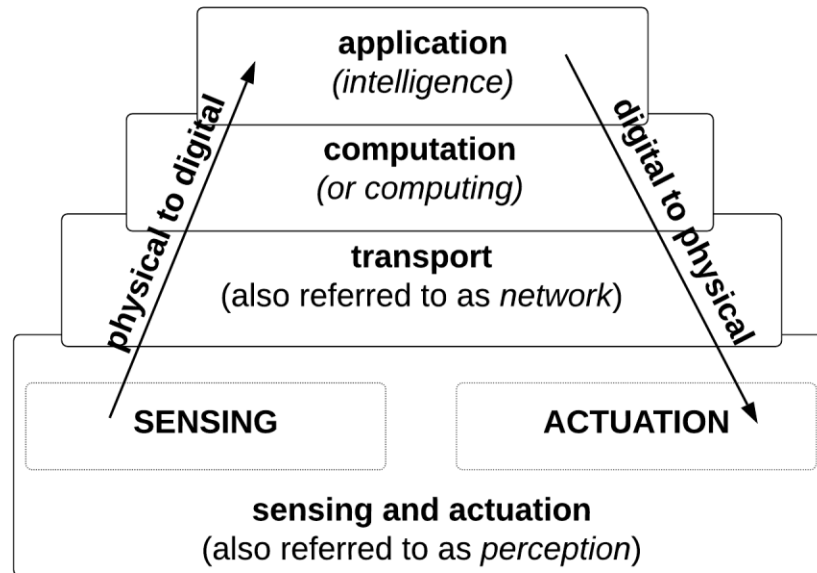 application
(intelligence)
computation
(or computing)
transport
(also referred to as network)
physical to digital
digital to physical
SENSING
ACTUATION
sensing and actuation
(also referred to as perception)